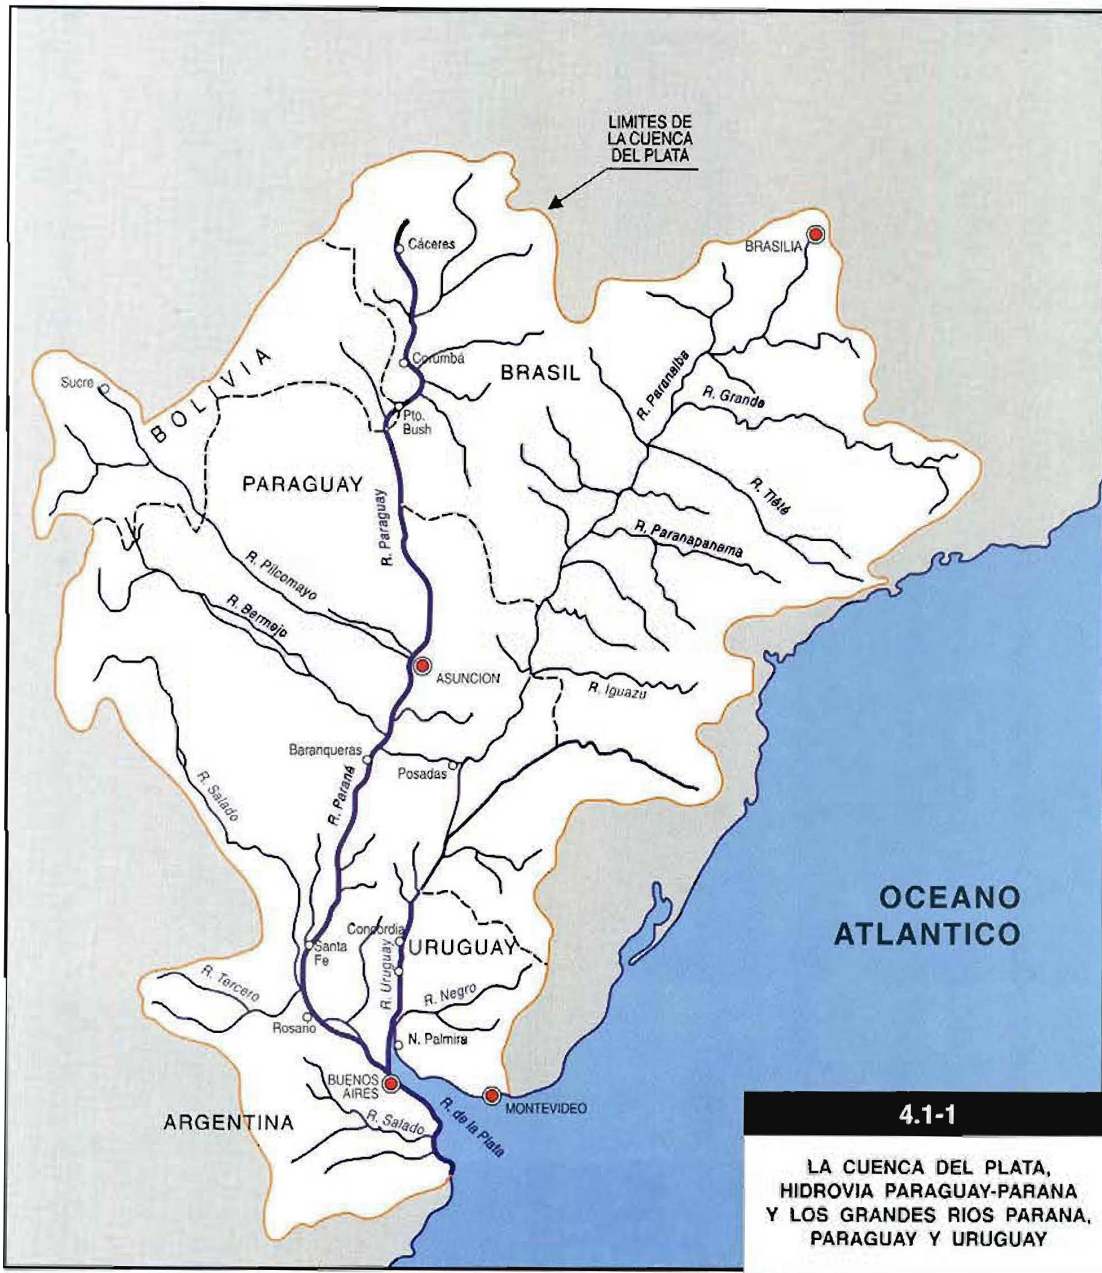 LIMITES DE
LA CUENCA
DEL PLATA
BRASILIA
Cáceres
Corumbá
BRASIL
R. Paranaiba
R. Grande
Sucre
BOLIVIA
Pto.
Bush
PARAGUAY
R. Paraguay
R. Tiété
R. Paranapanema
R. Pilcomayo
R. Bermejo
ASUNCION
R. Iguazu
Baranqueras
Posadas
R. Paraná
R. Salado
OCEANO
ATLANTICO
Concordia
Santa
Fe
URUGUAY
R. Uruguay
R. Tercero
R. Negro
Rosario
N. Palmira
BUENOS
AIRES
MONTEVIDEO
R. de la Plata
ARGENTINA
R. Salado
4.1-1
LA CUENCA DEL PLATA,
HIDROVIA PARAGUAY-PARANA
Y LOS GRANDES RIOS PARANA,
PARAGUAY Y URUGUAY